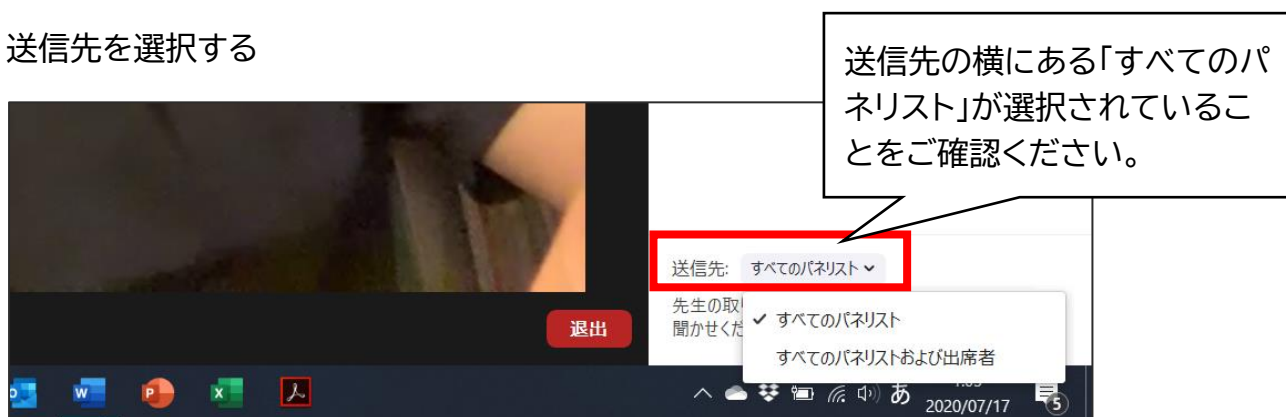 送信先を選択する
送信先の横にある「すべてのパ
ネリスト」が選択されているこ
とをご確認ください。
送信先: すべてのパネリスト
先生の取
聞かせくだ
すべてのパネリスト
すべてのパネリストおよび出席者
退出
あ
2020/07/17
5
W
P
X